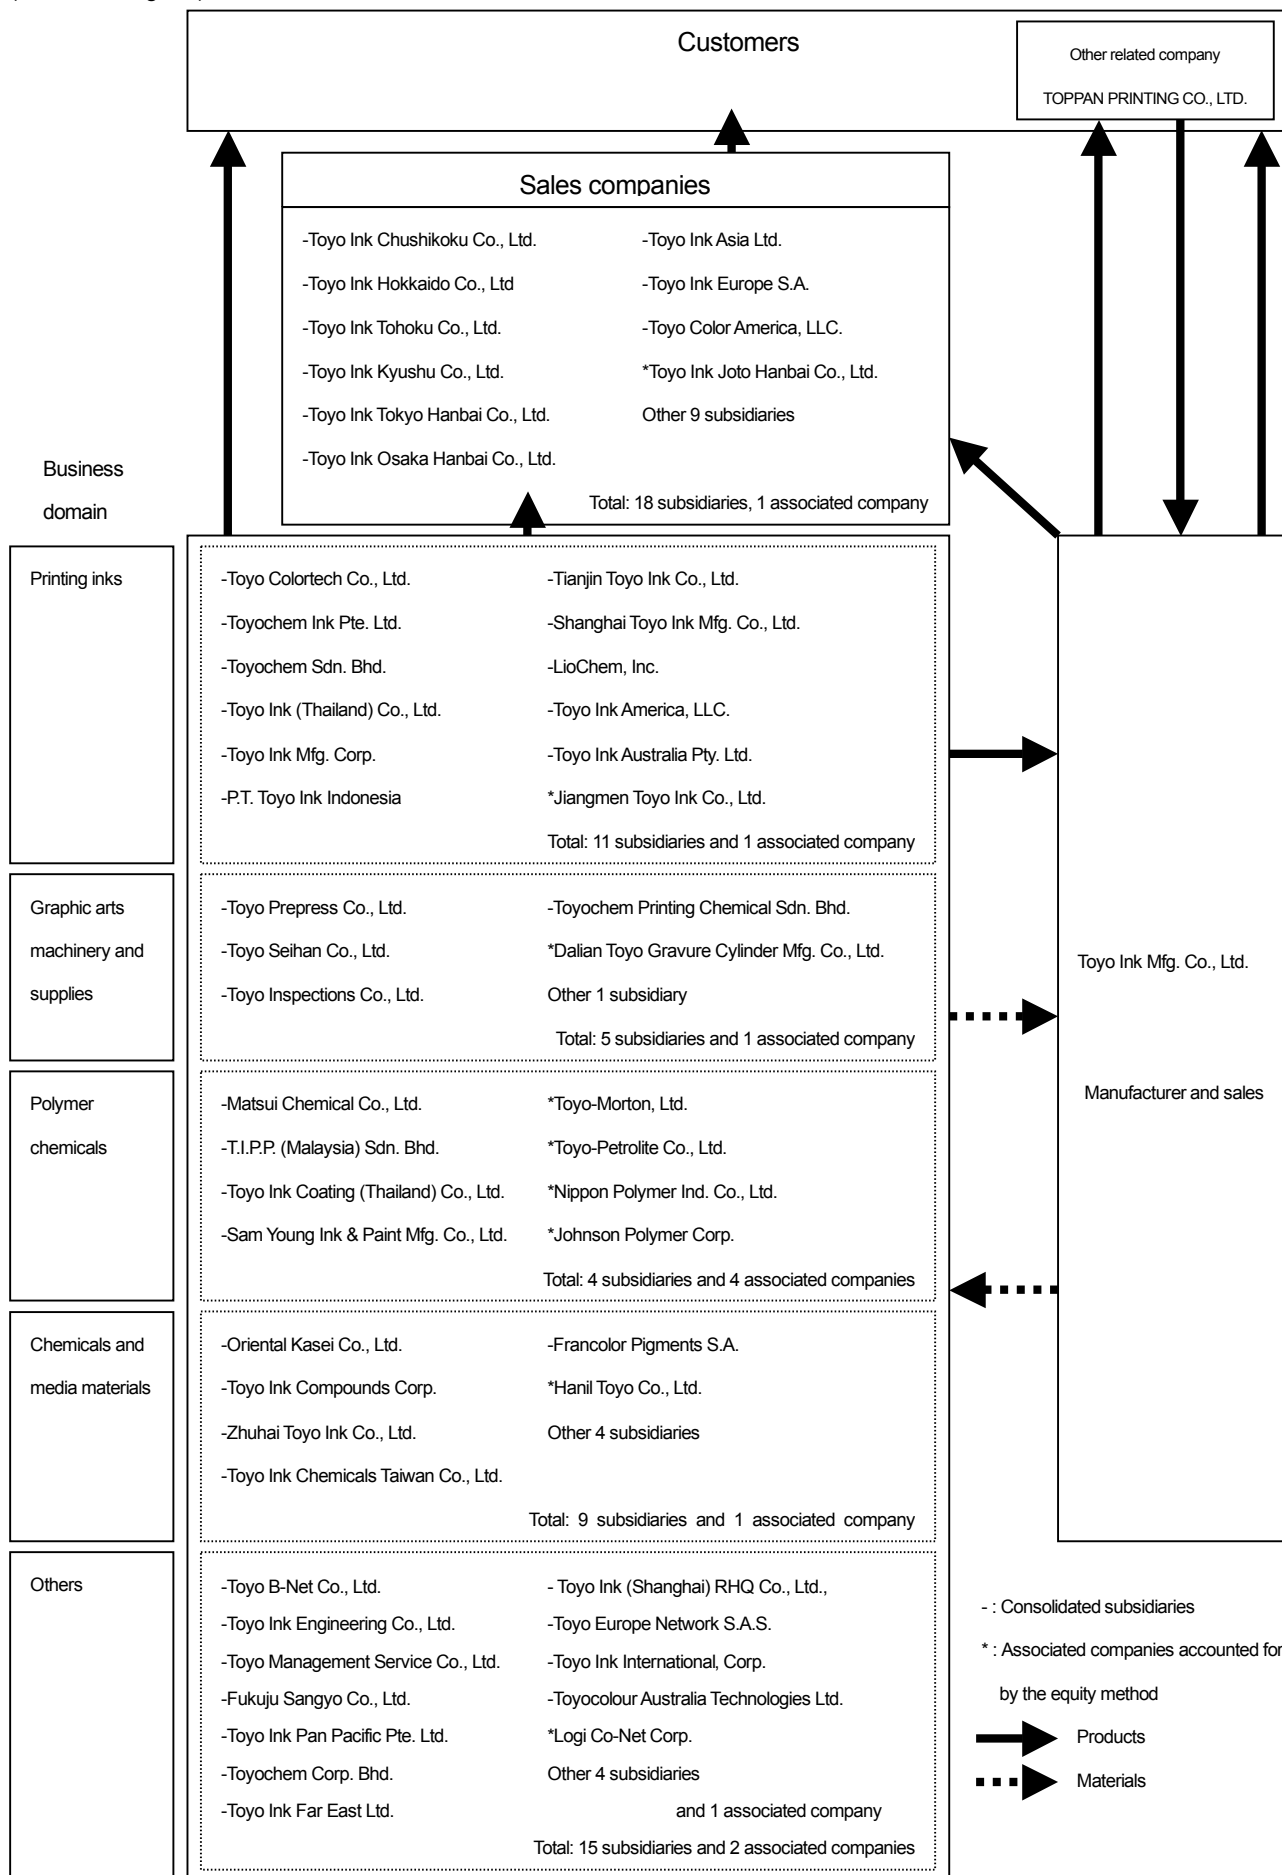 Customers
Other related company
TOPPAN PRINTING CO., LTD.
Sales companies
-Toyo Ink Chushikoku Co., Ltd.
-Toyo Ink Hokkaido Co., Ltd
-Toyo Ink Tohoku Co., Ltd.
-Toyo Ink Kyushu Co., Ltd.
-Toyo Ink Tokyo Hanbai Co., Ltd.
-Toyo Ink Osaka Hanbai Co., Ltd.
-Toyo Ink Asia Ltd.
-Toyo Ink Europe S.A.
-Toyo Color America, LLC.
*Toyo Ink Joto Hanbai Co., Ltd.
Other 9 subsidiaries
Total: 18 subsidiaries, 1 associated company
Business
domain
Printing inks
-Toyo Colortech Co., Ltd.
-Toyochem Ink Pte. Ltd.
-Toyochem Sdn. Bhd.
-Toyo Ink (Thailand) Co., Ltd.
-Toyo Ink Mfg. Corp.
-P.T. Toyo Ink Indonesia
-Tianjin Toyo Ink Co., Ltd.
-Shanghai Toyo Ink Mfg. Co., Ltd.
-LioChem, Inc.
-Toyo Ink America, LLC.
-Toyo Ink Australia Pty. Ltd.
*Jiangmen Toyo Ink Co., Ltd.
Total: 11 subsidiaries and 1 associated company
Graphic arts
machinery and
supplies
-Toyo Prepress Co., Ltd.
-Toyo Seihan Co., Ltd.
-Toyo Inspections Co., Ltd.
-Toyochem Printing Chemical Sdn. Bhd.
*Dalian Toyo Gravure Cylinder Mfg. Co., Ltd.
Other 1 subsidiary
Total: 5 subsidiaries and 1 associated company
Polymer
chemicals
-Matsui Chemical Co., Ltd.
-T.I.P.P. (Malaysia) Sdn. Bhd.
-Toyo Ink Coating (Thailand) Co., Ltd.
-Sam Young Ink & Paint Mfg. Co., Ltd.
*Toyo-Morton, Ltd.
*Toyo-Petrolite Co., Ltd.
*Nippon Polymer Ind. Co., Ltd.
*Johnson Polymer Corp.
Total: 4 subsidiaries and 4 associated companies
Chemicals and
media materials
-Oriental Kasei Co., Ltd.
-Toyo Ink Compounds Corp.
-Zhuhai Toyo Ink Co., Ltd.
-Toyo Ink Chemicals Taiwan Co., Ltd.
-Francolor Pigments S.A.
*Hanil Toyo Co., Ltd.
Other 4 subsidiaries
Total: 9 subsidiaries and 1 associated company
Others
-Toyo B-Net Co., Ltd.
-Toyo Ink Engineering Co., Ltd.
-Toyo Management Service Co., Ltd.
-Fukuju Sangyo Co., Ltd.
-Toyo Ink Pan Pacific Pte. Ltd.
-Toyochem Corp. Bhd.
-Toyo Ink Far East Ltd.
- Toyo Ink (Shanghai) RHQ Co., Ltd.,
-Toyo Europe Network S.A.S.
-Toyo Ink International, Corp.
-Toyocolour Australia Technologies Ltd.
*Logi Co-Net Corp.
Other 4 subsidiaries
and 1 associated company
Total: 15 subsidiaries and 2 associated companies
Toyo Ink Mfg. Co., Ltd.
Manufacturer and sales
- : Consolidated subsidiaries
* : Associated companies accounted for
by the equity method
Products
Materials